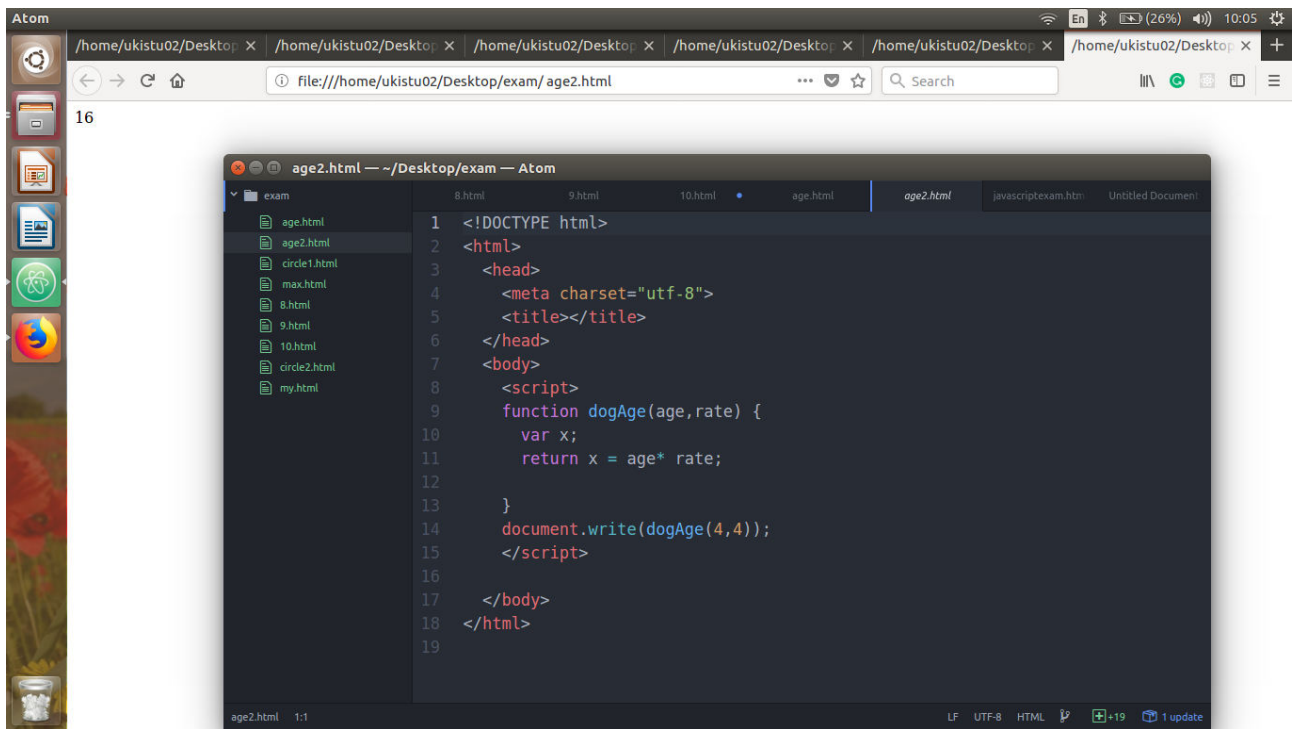 Atom
En (26%) 10:05
/home/ukistu02/Desktop /home/ukistu02/Desktop /home/ukistu02/Desktop /home/ukistu02/Desktop /home/ukistu02/Desktop /home/ukistu02/Desktop
file:///home/ukistu02/Desktop/exam/ age2.html Search
16
age2.html — ~/Desktop/exam — Atom
exam
age.html
age2.html
circle1.html
max.html
8.html
9.html
10.html
circle2.html
my.html
8.html 9.html 10.html age.html age2.html javascriptexam.htm Untitled Document
1 <!DOCTYPE html>
2 <html>
3 <head>
4 <meta charset="utf-8">
5 <title></title>
6 </head>
7 <body>
8 <script>
9 function dogAge(age,rate) {
10 var x;
11 return x = age* rate;
12
13 }
14 document.write(dogAge(4,4));
15 </script>
16
17 </body>
18 </html>
19
age2.html 1:1 LF UTF-8 HTML +19 1 update